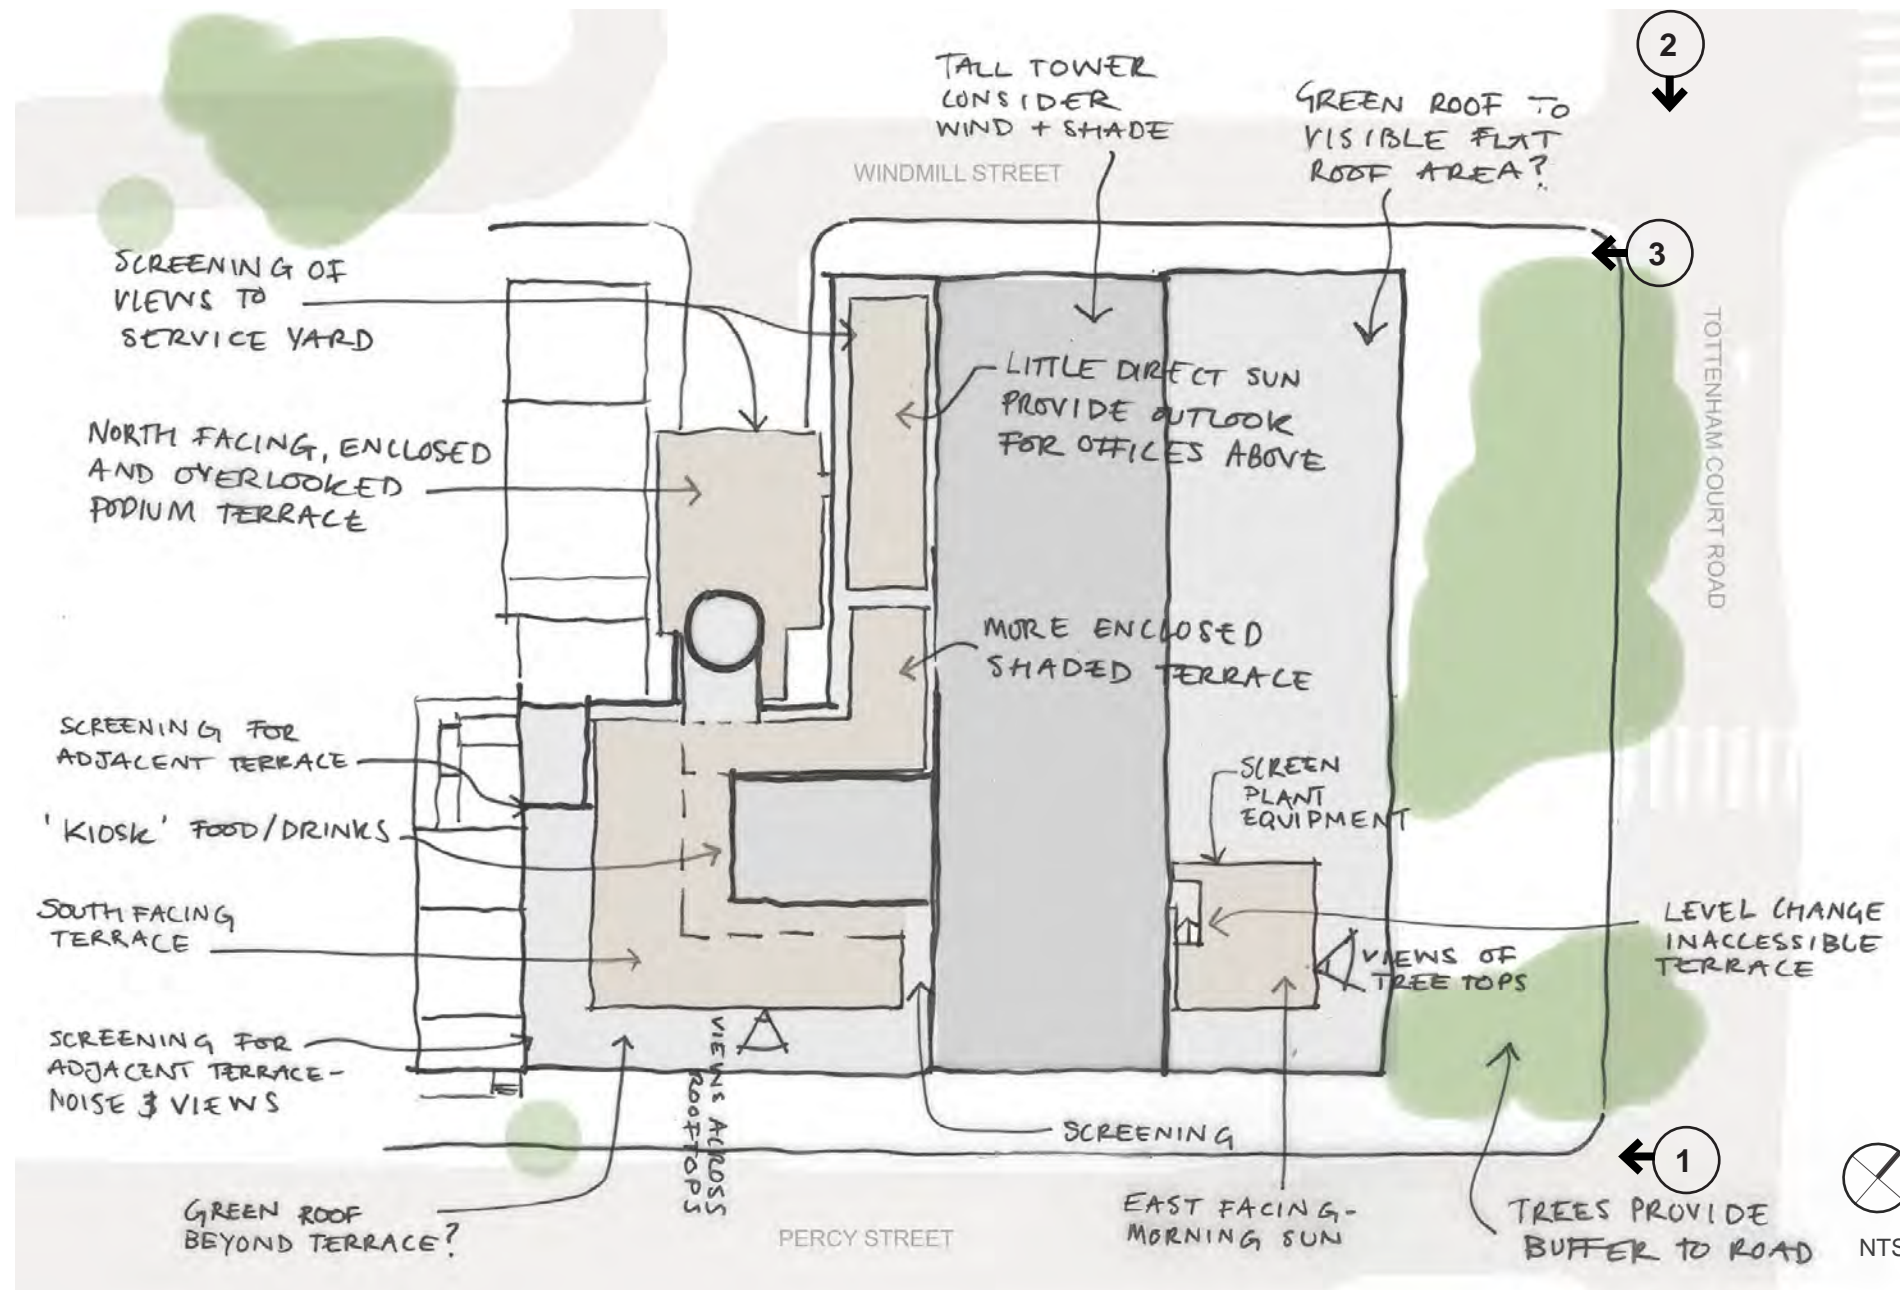 2
TALL TOWER
CONSIDER
WIND + SHADE
GREEN ROOF TO
VISIBLE FLAT
ROOF AREA?
WINDMILL STREET
3
SCREENING OF
VIEWS TO
SERVICE YARD
TOTTENHAM COURT ROAD
LITTLE DIRECT SUN
PROVIDE OUTLOOK
FOR OFFICES ABOVE
NORTH FACING, ENCLOSED
AND OVERLOOKED
PODIUM TERRACE
MORE ENCLOSED
SHADED TERRACE
SCREENING FOR
ADJACENT TERRACE
SCREEN
PLANT
EQUIPMENT
'KIOSK' FOOD/DRINKS
SOUTH FACING
TERRACE
LEVEL CHANGE
INACCESSIBLE
TERRACE
VIEWS OF
TREE TOPS
SCREENING FOR
ADJACENT TERRACE-
NOISE & VIEWS
VIEWS ACROSS
ROOFTOPS
SCREENING
1
GREEN ROOF
BEYOND TERRACE?
PERCY STREET
EAST FACING-
MORNING SUN
TREES PROVIDE
BUFFER TO ROAD
NTS